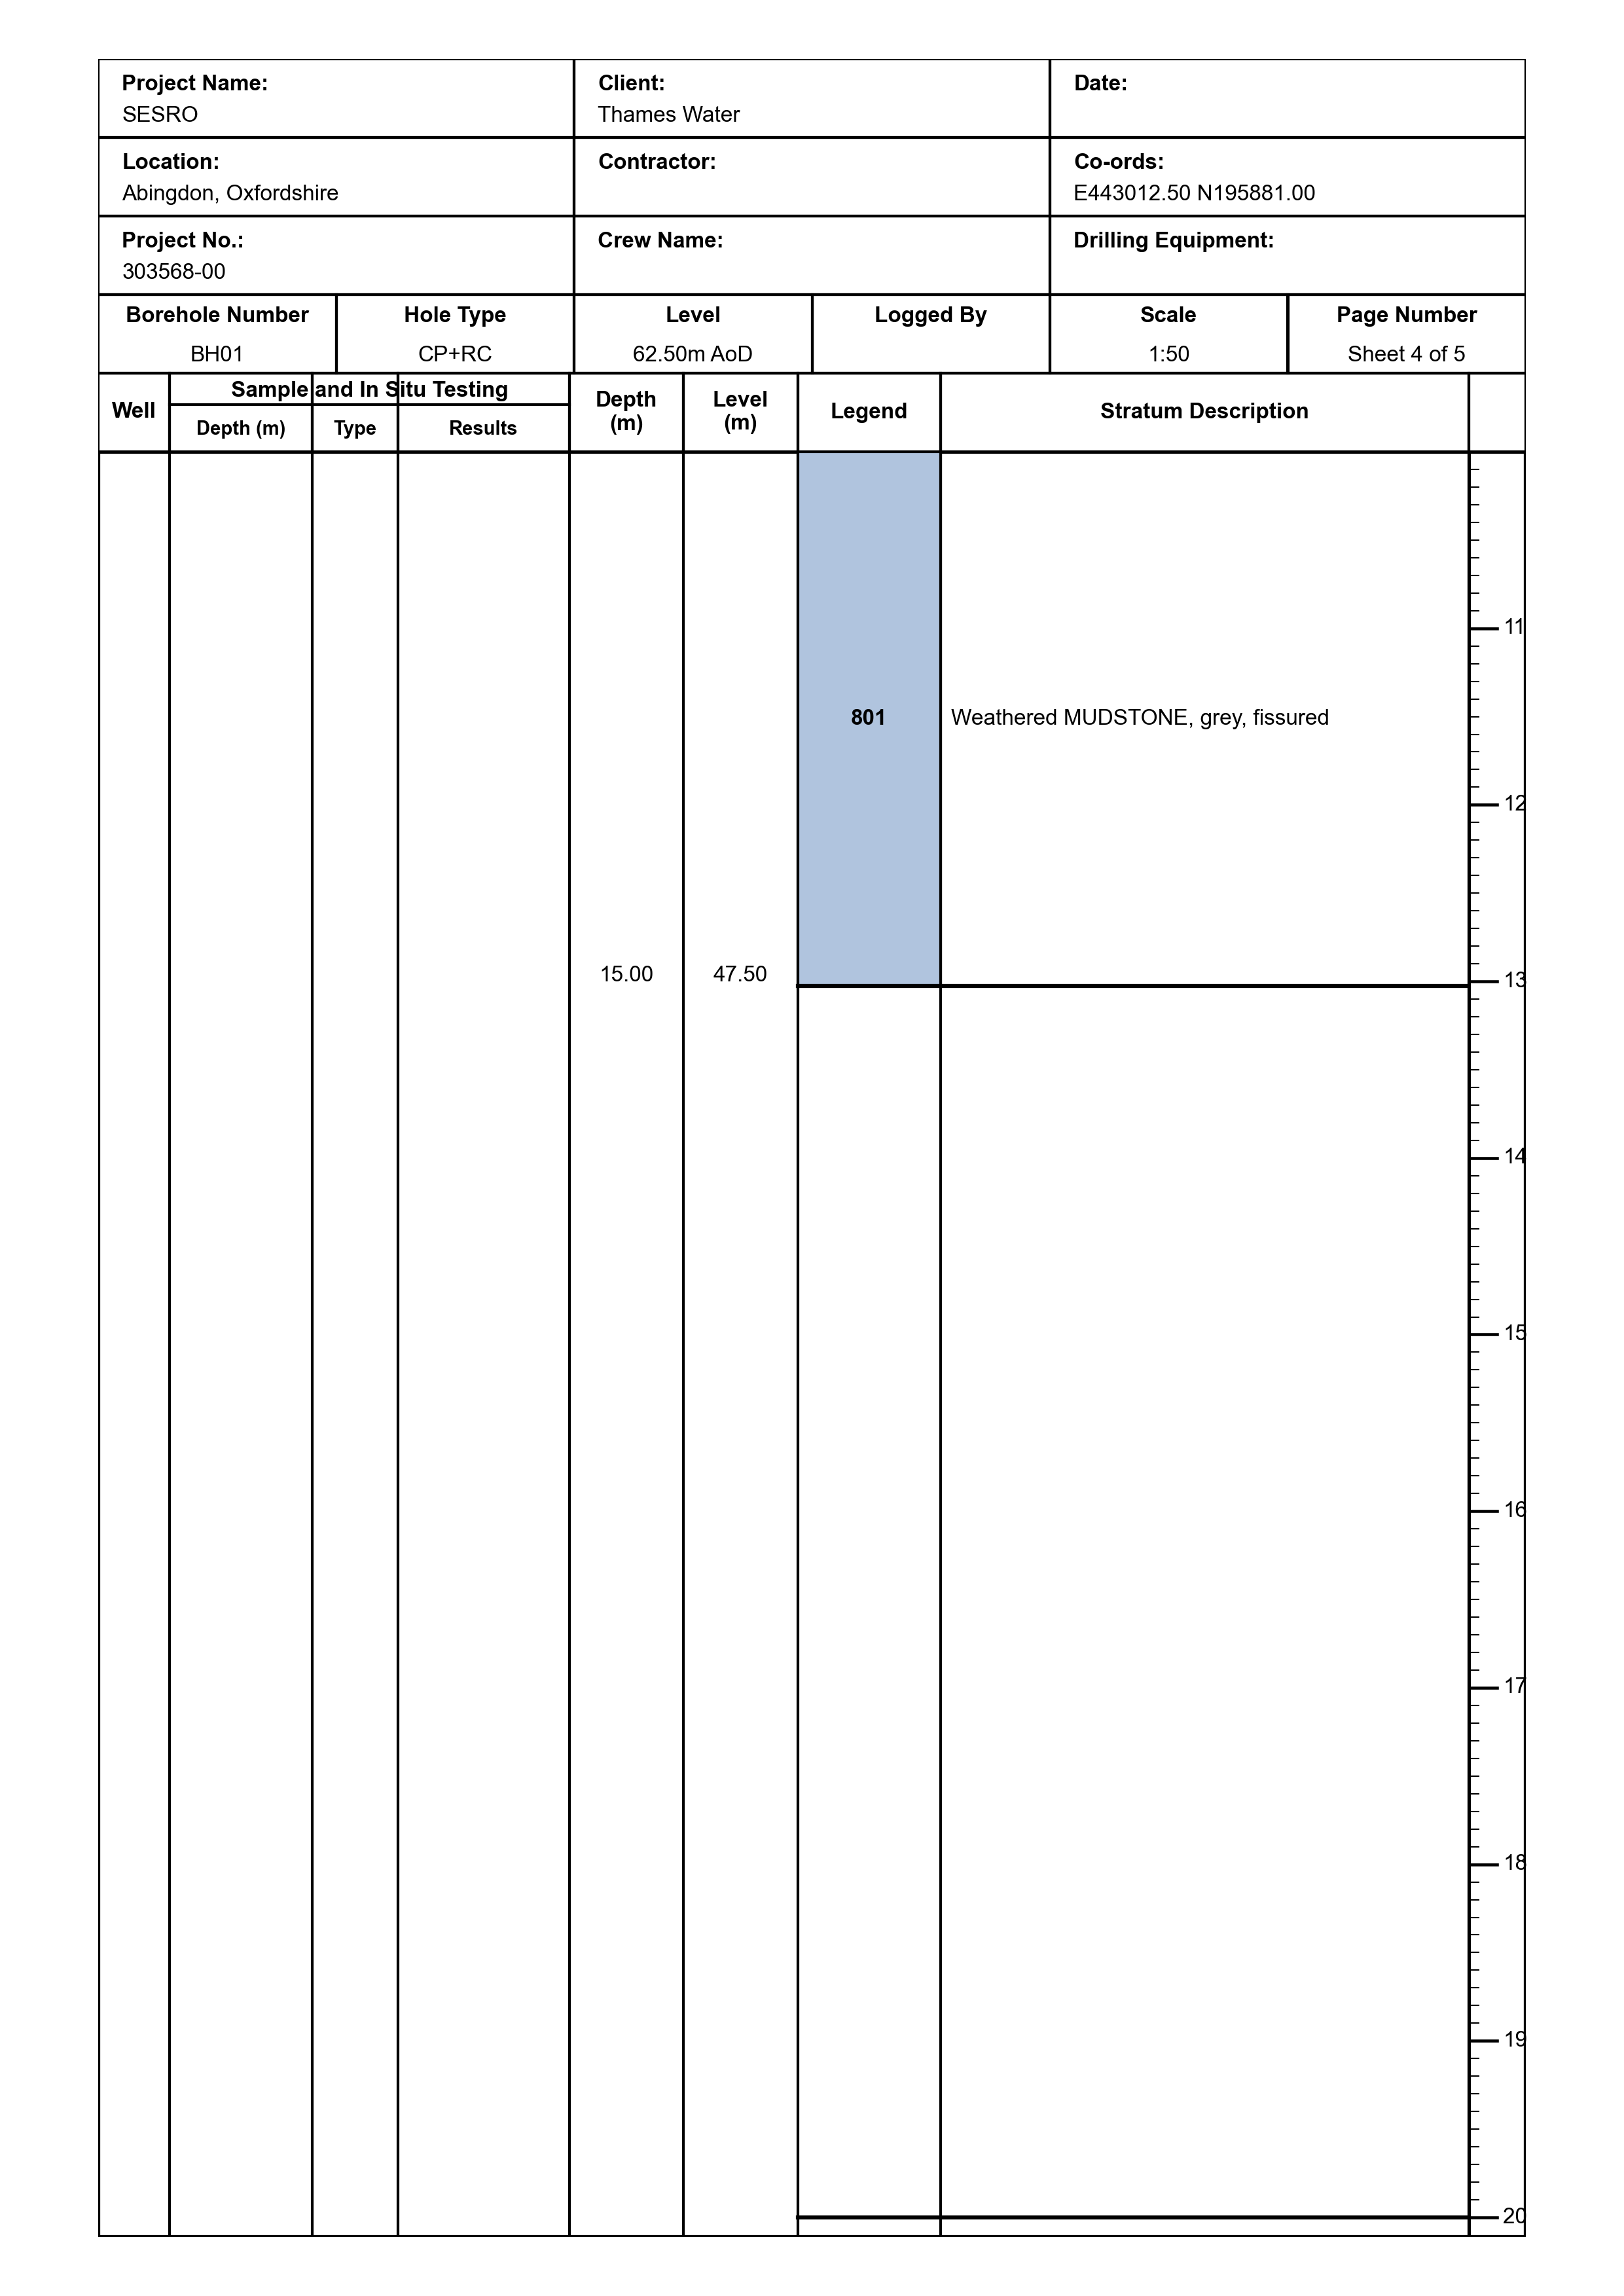 Project Name:
SESRO
Client:
Thames Water
Date:
Location:
Abingdon, Oxfordshire
Contractor:
Co-ords:
E443012.50 N195881.00
Project No.:
303568-00
Crew Name:
Drilling Equipment:
Borehole Number
BH01
Hole Type
CP+RC
Level
62.50m AoD
Logged By
Scale
1:50
Page Number
Sheet 4 of 5
Well
Sample and In Situ Testing
Depth (m)
Type
Results
Depth
(m)
Level
(m)
Legend
Stratum Description
11
801
Weathered MUDSTONE, grey, fissured
12
15.00
47.50
13
14
15
16
17
18
19
20